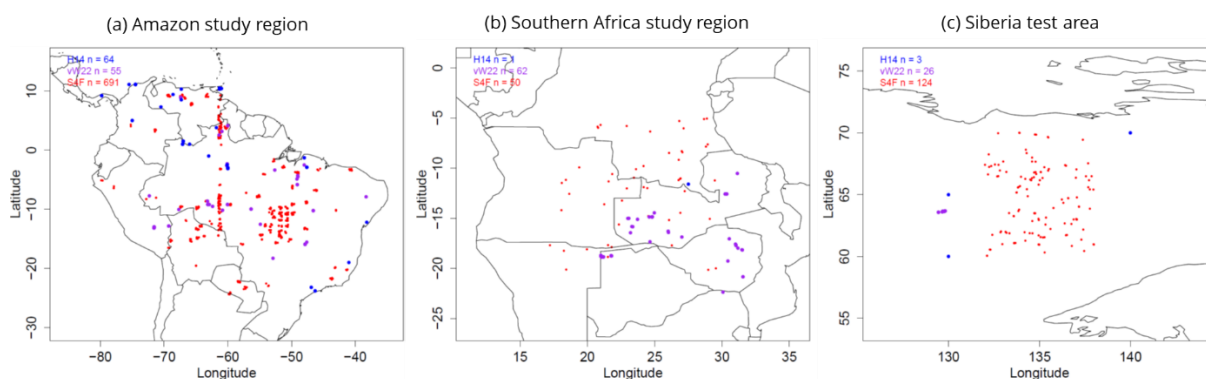 (a) Amazon study region
(b) Southern Africa study region
(c) Siberia test area
H14 n = 64
vW22 n = 55
S4F n = 691
10
0
−10
−20
−30
Latitude
−80 −70 −60 −50 −40
Longitude
H14 n = 1
vW22 n = 62
S4F n = 50
0
−5
−10
−15
−20
−25
Latitude
15 20 25 30 35
Longitude
H14 n = 3
vW22 n = 26
S4F n = 124
75
70
65
60
55
Latitude
130 135 140
Longitude